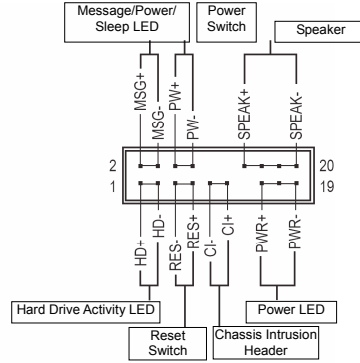 Message/Power/
Sleep LED
Power
Switch
Speaker
MSG+
MSG-
PW+
PW-
SPEAK+
SPEAK-
2
20
1
19
HD+
HD-
RES-
RES+
CI-
CI+
PWR+
PWR-
Hard Drive Activity LED
Reset
Switch
Chassis Intrusion
Header
Power LED